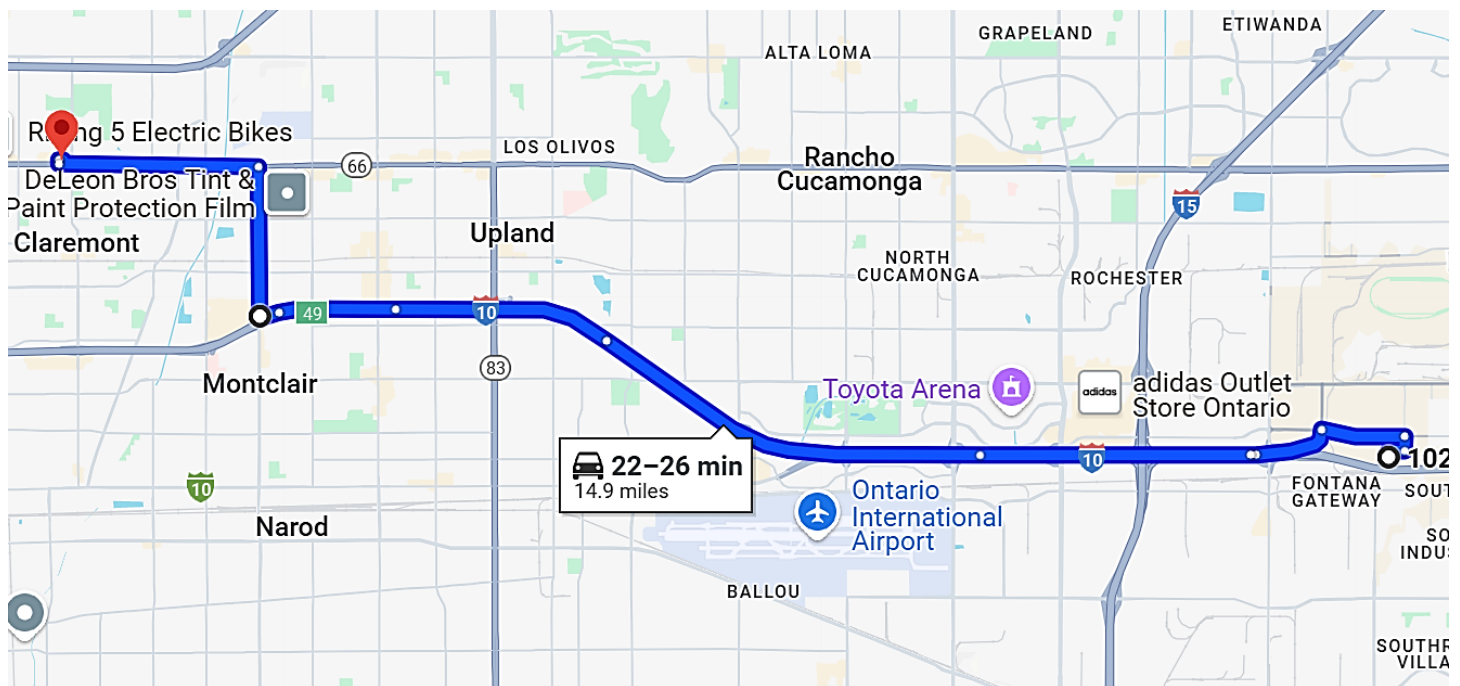 ETIWANDA
GRAPELAND
ALTA LOMA
Electric Bikes
5
LOS OLIVOS
66
Rancho
Cucamonga
DeLeon Bros Tint &
Paint Protection Film
15
Claremont
Upland
NORTH
CUCAMONGA
ROCHESTER
49
10
83
Montclair
Toyota Arena
adidas
adidas Outlet
Store Ontario
22–26 min
14.9 miles
10
102
10
FONTANA
GATEWAY
Ontario
International
Airport
Narod
BALLOU